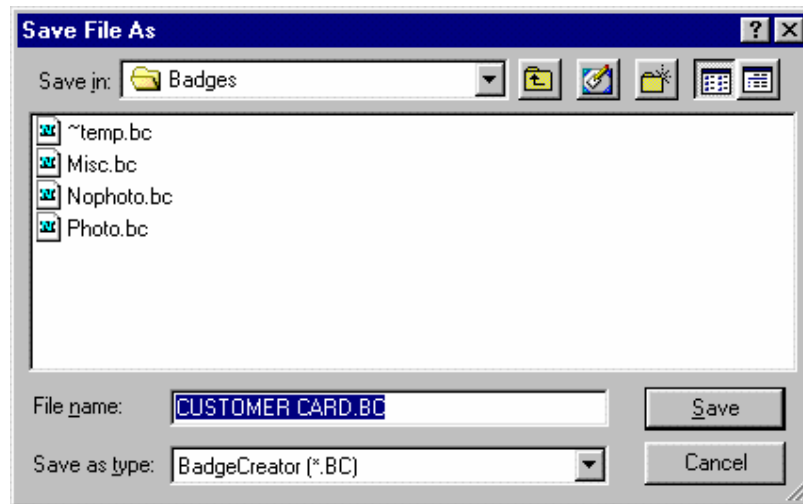 Save File As
Save in: Badges
~temp.bc
Misc.bc
Nophoto.bc
Photo.bc
File name: CUSTOMER CARD.BC Save
Save as type: BadgeCreator (*.BC) Cancel